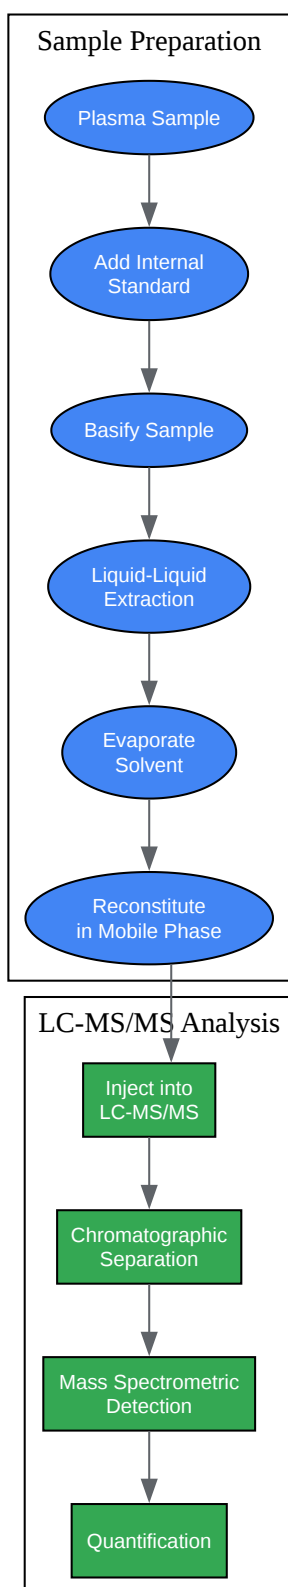 Sample Preparation
Plasma Sample
Add Internal
Standard
Basify Sample
Liquid-Liquid
Extraction
Evaporate
Solvent
Reconstitute
in Mobile Phase
LC-MS/MS Analysis
Inject into
LC-MS/MS
Chromatographic
Separation
Mass Spectrometric
Detection
Quantification